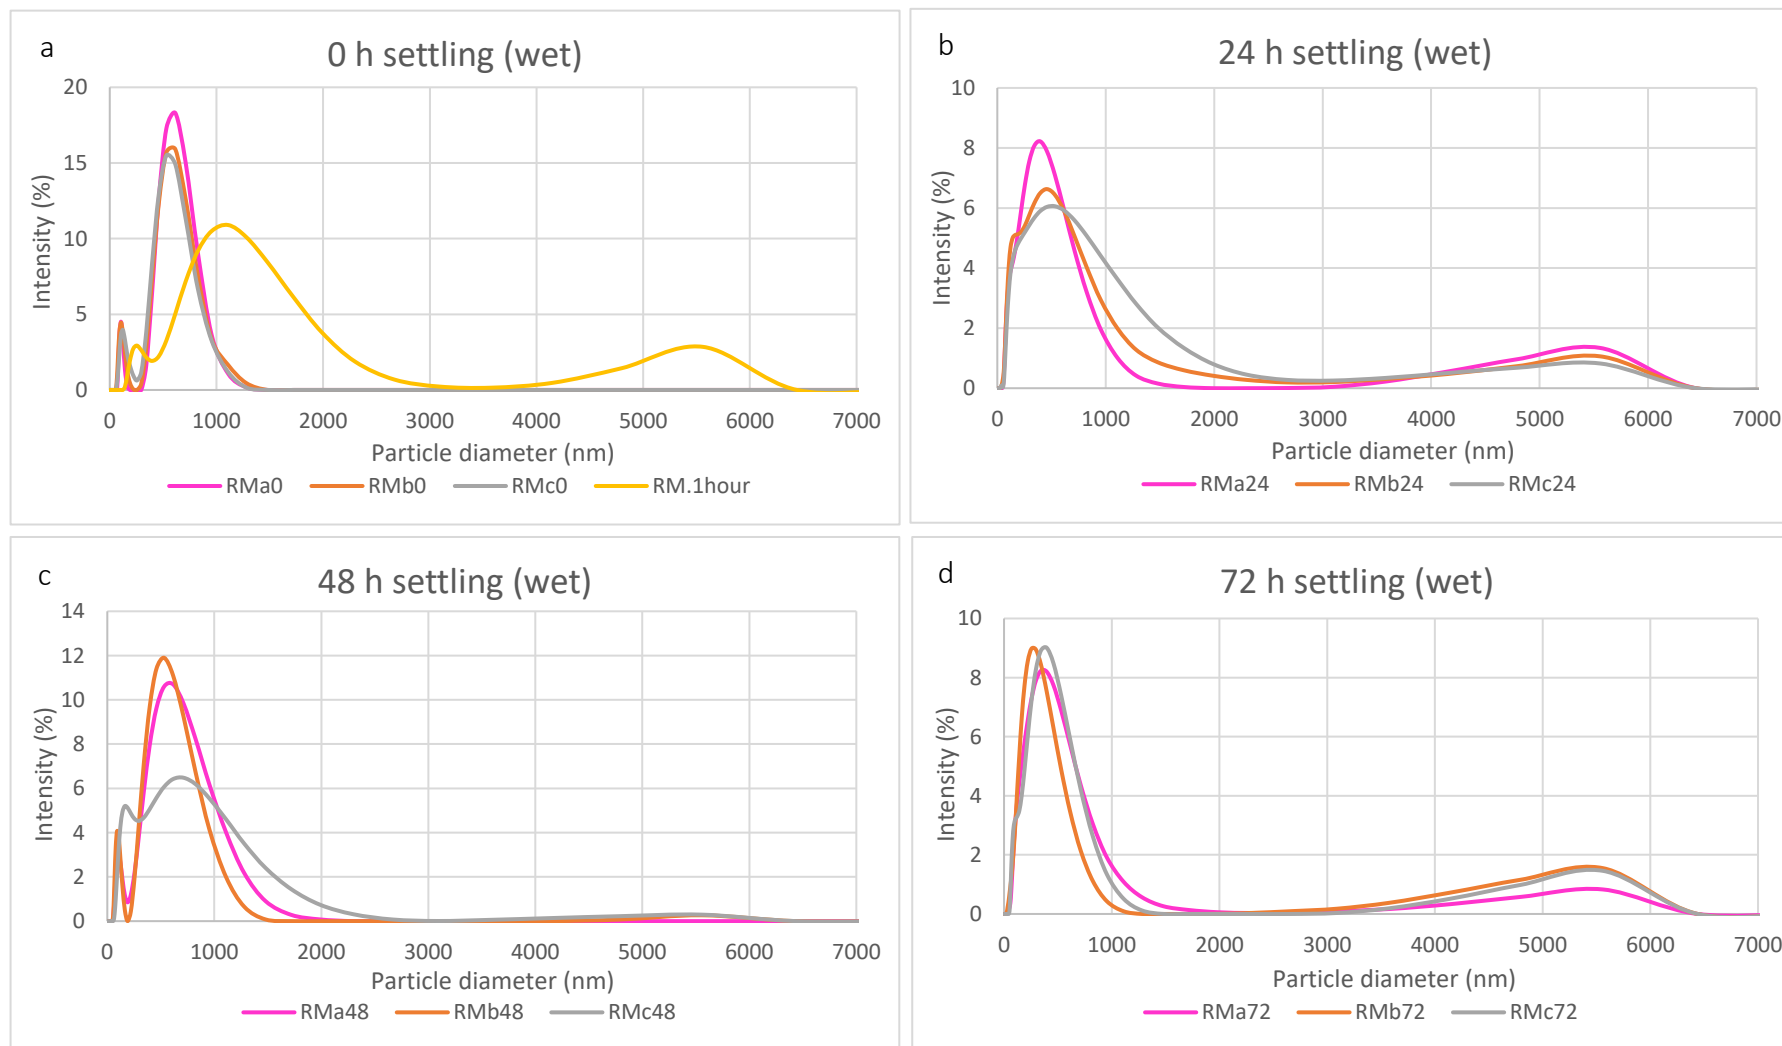 a
0 h settling (wet)
Intensity (%)
20
15
10
5
0
0 1000 2000 3000 4000 5000 6000 7000
Particle diameter (nm)
RMa0 RMb0 RMc0 RM.1hour
b
24 h settling (wet)
Intensity (%)
10
8
6
4
2
0
0 1000 2000 3000 4000 5000 6000 7000
Particle diameter (nm)
RMa24 RMb24 RMc24
c
48 h settling (wet)
Intensity (%)
14
12
10
8
6
4
2
0
0 1000 2000 3000 4000 5000 6000 7000
Particle diameter (nm)
RMa48 RMb48 RMc48
d
72 h settling (wet)
Intensity (%)
10
8
6
4
2
0
0 1000 2000 3000 4000 5000 6000 7000
Particle diameter (nm)
RMa72 RMb72 RMc72